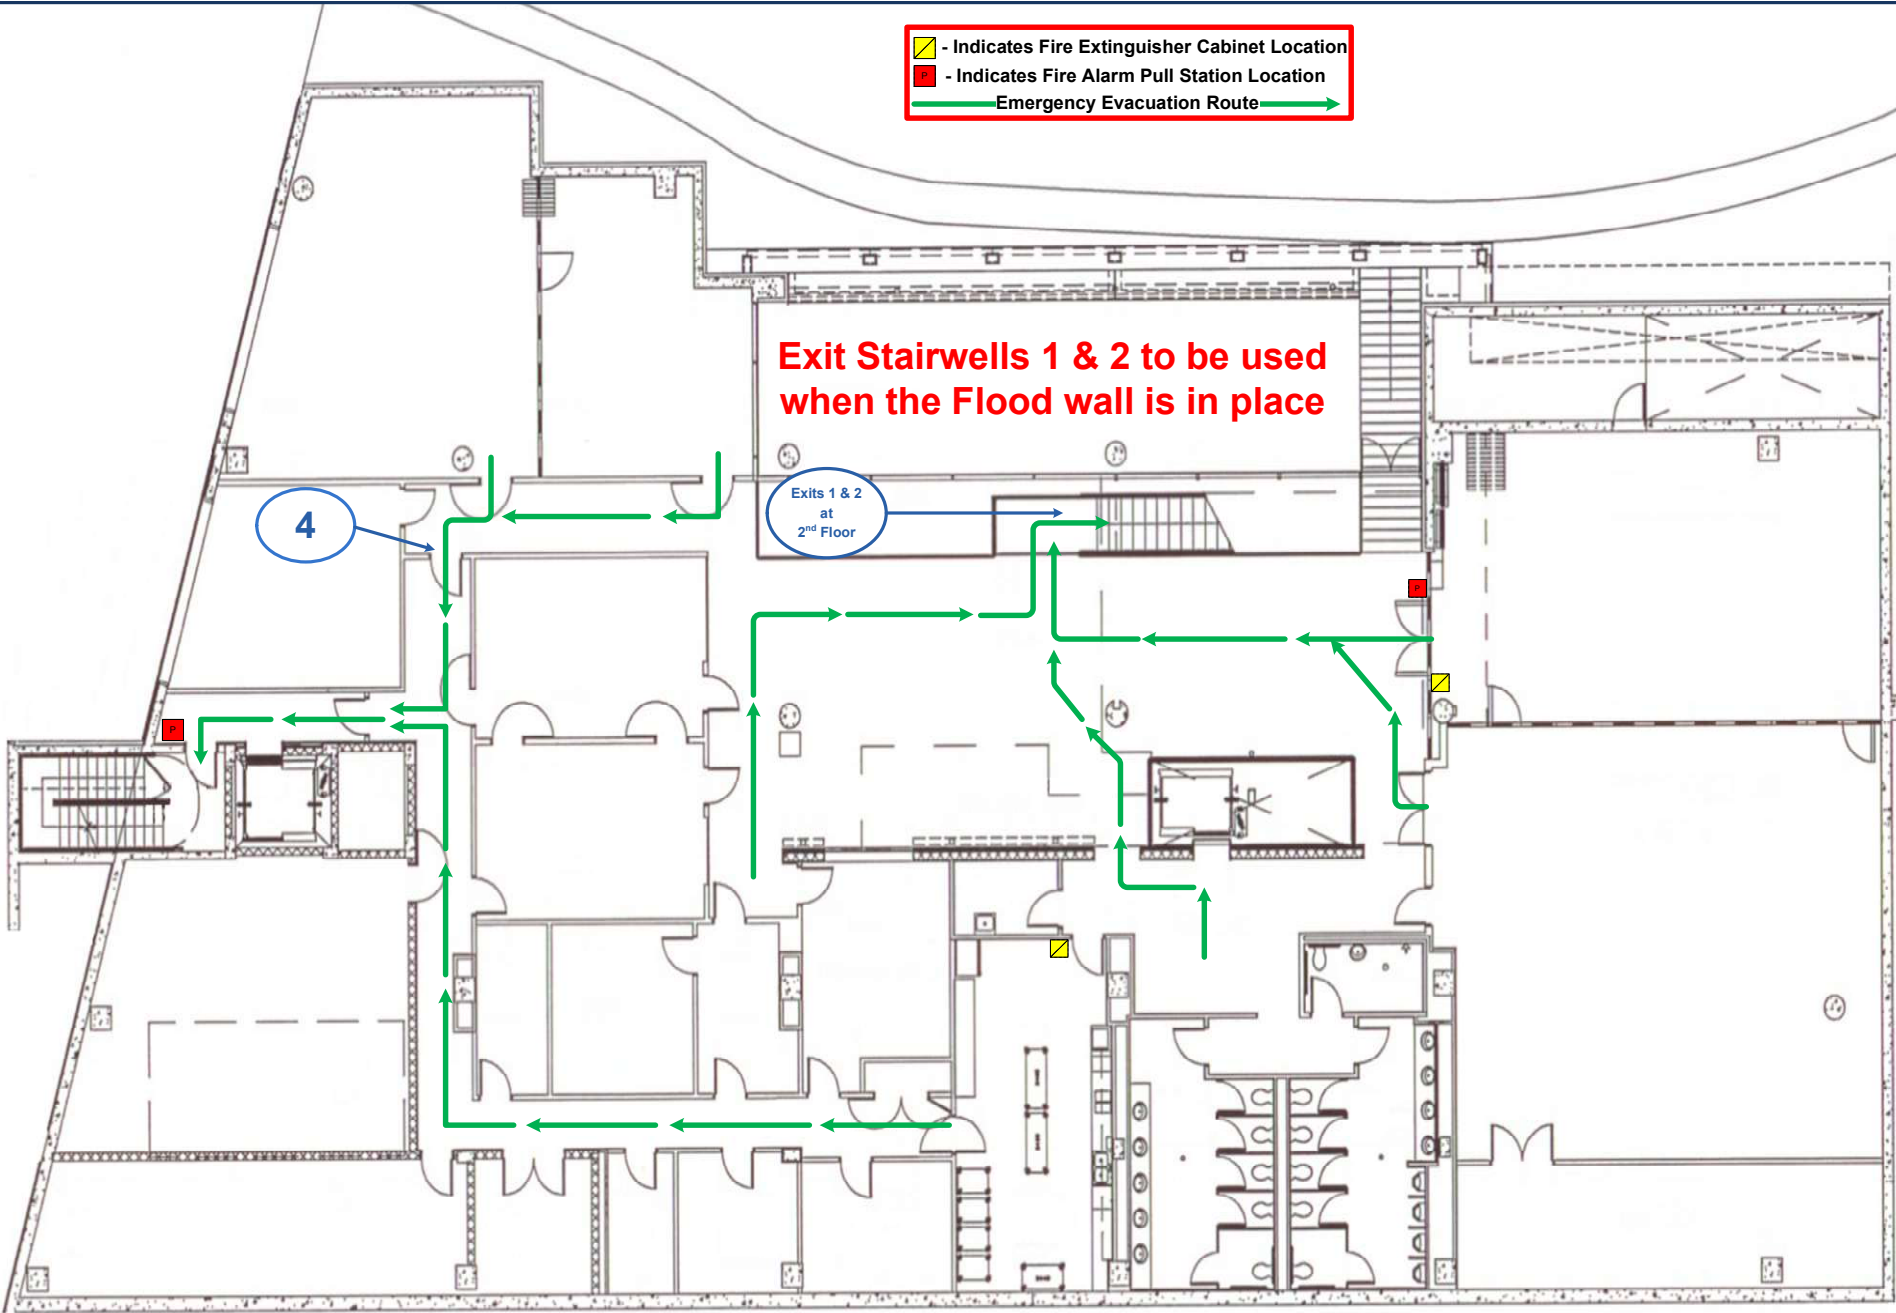 - Indicates Fire Extinguisher Cabinet Location
P - Indicates Fire Alarm Pull Station Location
Emergency Evacuation Route
Exit Stairwells 1 & 2 to be used
when the Flood wall is in place
4
Exits 1 & 2
at
2nd Floor
P
P